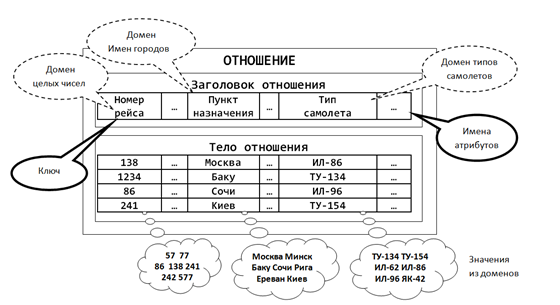 Домен
Имен городов
Домен
целых чисел
ОТНОШЕНИЕ
Домен типов
самолетов
Заголовок отношения
Номер
рейса
...
Пункт
назначения
...
Тип
самолета
...
Ключ
Имена
атрибутов
Тело отношения
138 ... Москва ... ИЛ-86 ...
1234 ... Баку ... ТУ-134 ...
86 ... Сочи ... ИЛ-96 ...
241 ... Киев ... ТУ-154 ...
57 77
86 138 241
242 577
Москва Минск
Баку Сочи Рига
Ереван Киев
ТУ-134 ТУ-154
ИЛ-62 ИЛ-86
ИЛ-96 ЯК-42
Значения
из доменов